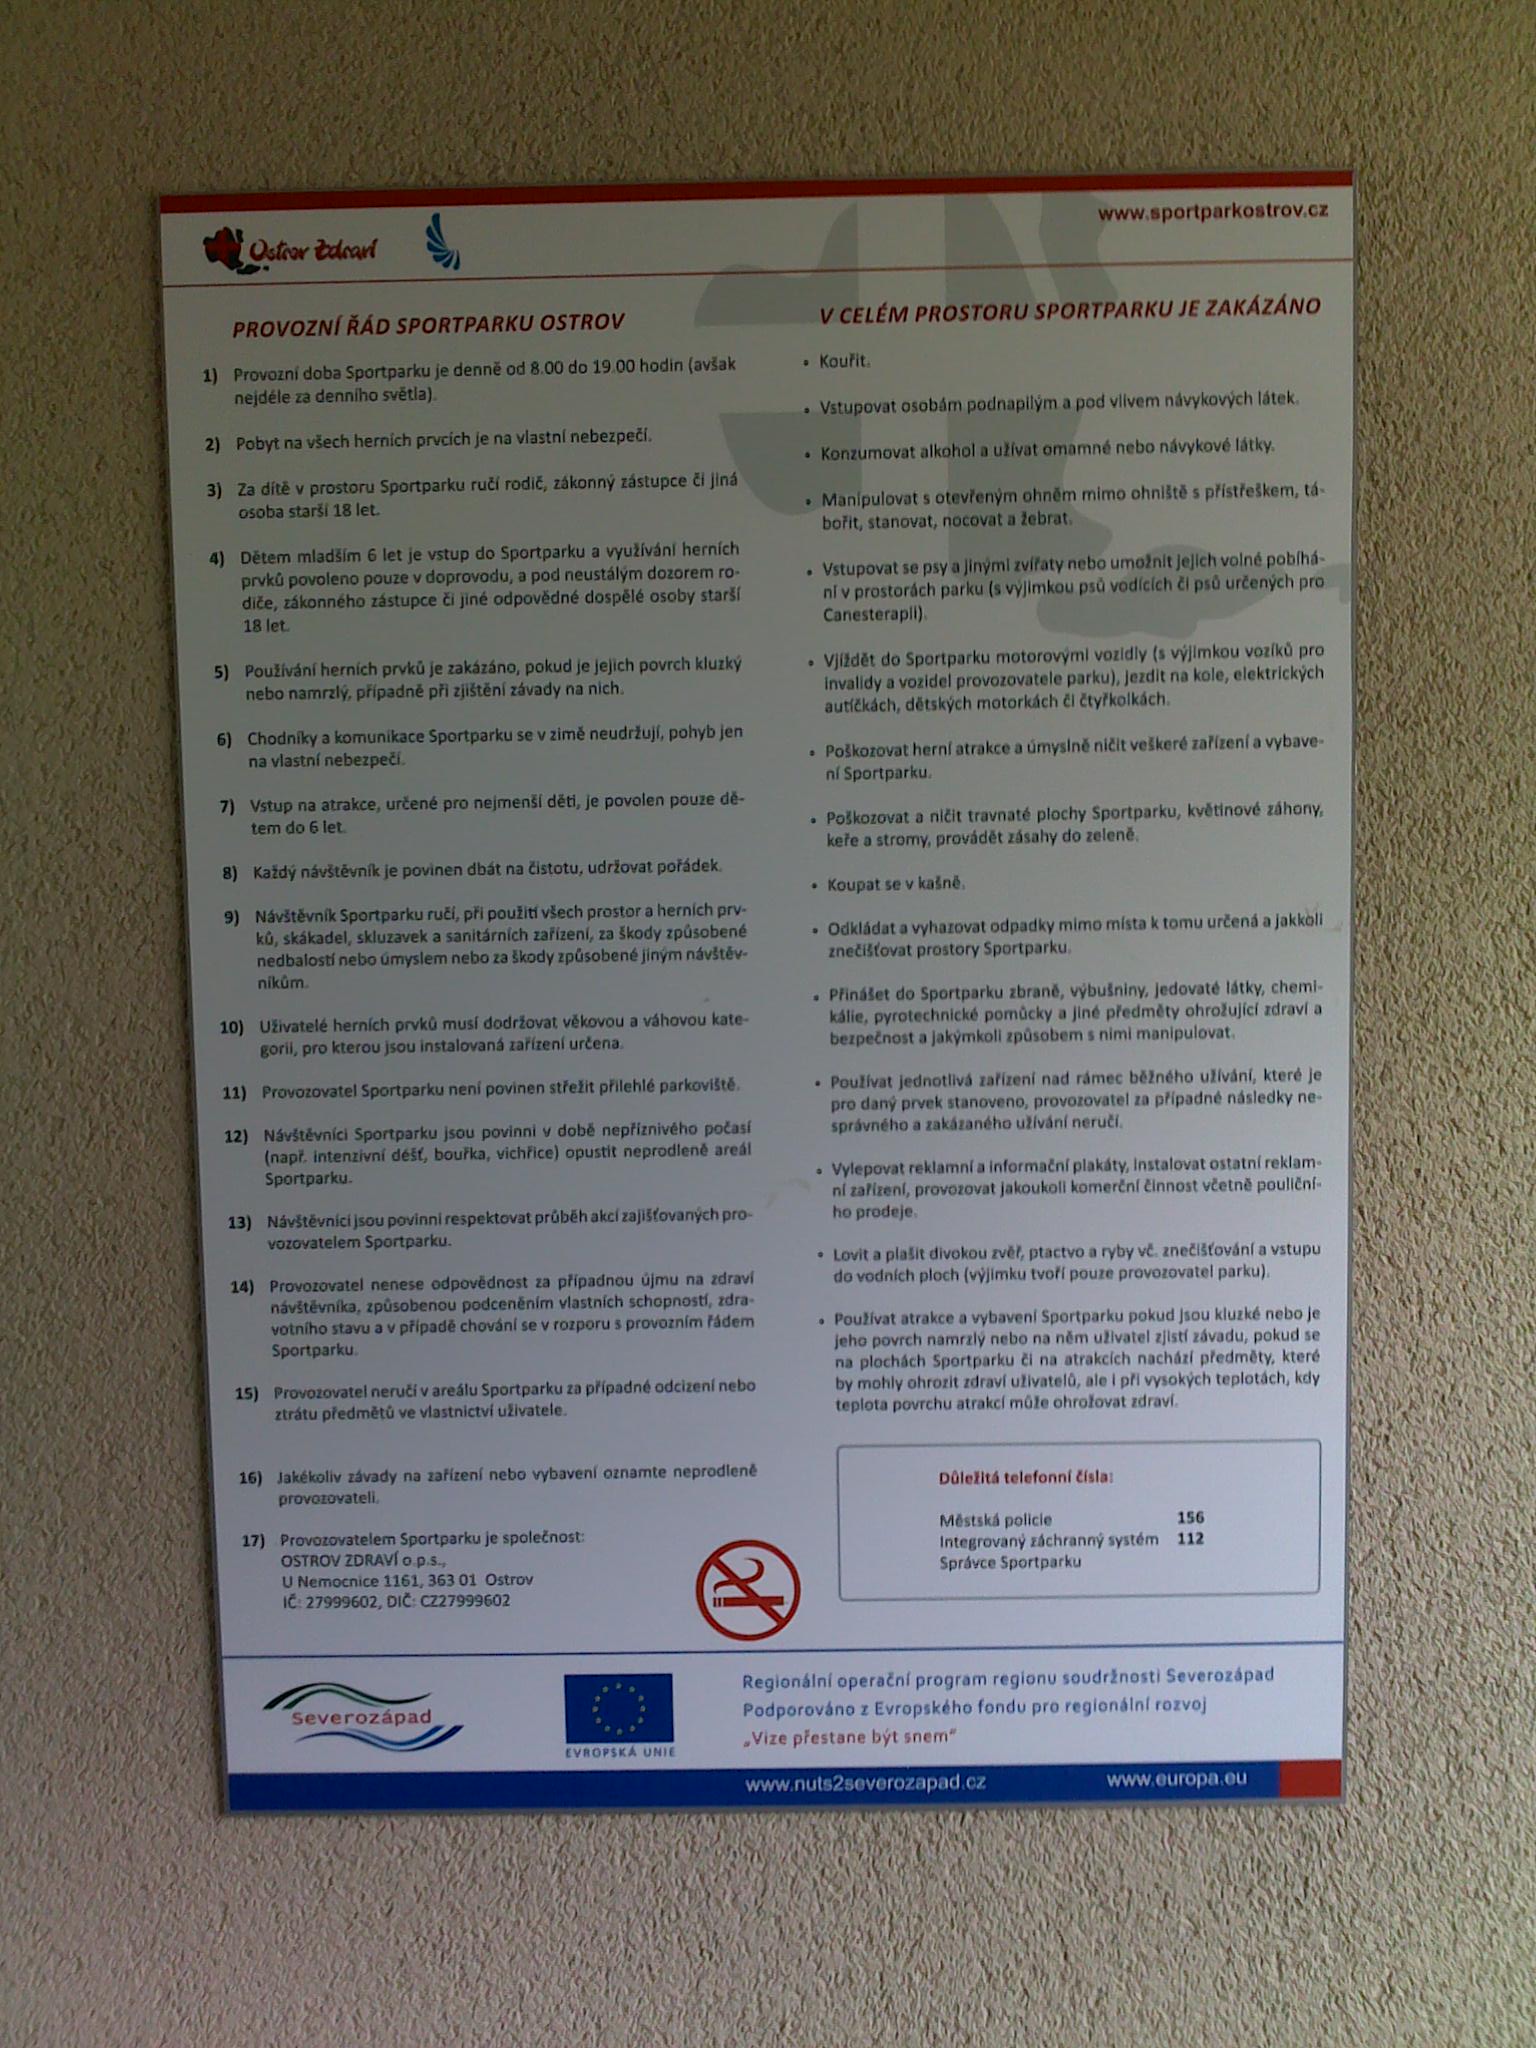 Ostrov Zdraví
www.sportparkostrov.cz
PROVOZNÍ ŘÁD SPORTPARKU OSTROV
1) Provozní doba Sportparku je denně od 8.00 do 19.00 hodin (avšak
nejdéle za denního světla).
2) Pobyt na všech herních prvcích je na vlastní nebezpečí.
3) Za dítě v prostoru Sportparku ručí rodič, zákonný zástupce či jiná
osoba starší 18 let.
4) Dětem mladším 6 let je vstup do Sportparku a využívání herních
prvků povoleno pouze v doprovodu, a pod neustálým dozorem ro-
diče, zákonného zástupce či jiné odpovědné dospělé osoby starší
18 let.
5) Používání herních prvků je zakázáno, pokud je jejich povrch kluzký
nebo namrzlý, případně při zjištění závady na nich.
6) Chodníky a komunikace Sportparku se v zimě neudržují, pohyb jen
na vlastní nebezpečí.
7) Vstup na atrakce, určené pro nejmenší děti, je povolen pouze dě-
tem do 6 let.
8) Každý návštěvník je povinen dbát na čistotu, udržovat pořádek.
9) Návštěvník Sportparku ručí, při použití všech prostor a herních prv-
ků, skákadel, skluzavek a sanitárních zařízení, za škody způsobené
nedbalostí nebo úmyslem nebo za škody způsobené jiným návštěv-
níkům.
10) Uživatelé herních prvků musí dodržovat věkovou a váhovou kate-
gorii, pro kterou jsou instalovaná zařízení určena.
11) Provozovatel Sportparku není povinen střežit přilehlé parkoviště.
12) Návštěvníci Sportparku jsou povinni v době nepříznivého počasí
(např. intenzivní déšť, bouřka, vichřice) opustit neprodleně areál
Sportparku.
13) Návštěvníci jsou povinni respektovat průběh akcí zajišťovaných pro-
vozovatelem Sportparku.
14) Provozovatel nenese odpovědnost za případnou újmu na zdraví
návštěvníka, způsobenou podceněním vlastních schopností, zdra-
votního stavu a v případě chování se v rozporu s provozním řádem
Sportparku.
15) Provozovatel neručí v areálu Sportparku za případné odcizení nebo
ztrátu předmětů ve vlastnictví uživatele.
16) Jakékoliv závady na zařízení nebo vybavení oznamte neprodleně
provozovateli.
17) Provozovatelem Sportparku je společnost:
OSTROV ZDRAVÍ o.p.s.,
U Nemocnice 1161, 363 01 Ostrov
IČ: 27999602, DIČ: CZ27999602
V CELÉM PROSTORU SPORTPARKU JE ZAKÁZÁNO
• Kouřit.
• Vstupovat osobám podnapilým a pod vlivem návykových látek.
• Konzumovat alkohol a užívat omamné nebo návykové látky.
• Manipulovat s otevřeným ohněm mimo ohniště s přístřeškem, tá-
bořit, stanovat, nocovat a žebrat.
• Vstupovat se psy a jinými zvířaty nebo umožnit jejich volné pobíhá-
ní v prostorách parku (s výjimkou psů vodících či psů určených pro
Canesterapii).
• Vjíždět do Sportparku motorovými vozidly (s výjimkou vozíků pro
invalidy a vozidel provozovatele parku), jezdit na kole, elektrických
autíčkách, dětských motorkách či čtyřkolkách.
• Poškozovat herní atrakce a úmyslně ničit veškeré zařízení a vybave-
ní Sportparku.
• Poškozovat a ničit travnaté plochy Sportparku, květinové záhony,
keře a stromy, provádět zásahy do zeleně.
• Koupat se v kašně.
• Odkládat a vyhazovat odpadky mimo místa k tomu určená a jakkoli
znečišťovat prostory Sportparku.
• Přinášet do Sportparku zbraně, výbušniny, jedovaté látky, chemi-
kálie, pyrotechnické pomůcky a jiné předměty ohrožující zdraví a
bezpečnost a jakýmkoli způsobem s nimi manipulovat.
• Používat jednotlivá zařízení nad rámec běžného užívání, které je
pro daný prvek stanoveno, provozovatel za případné následky ne-
správného a zakázaného užívání neručí.
• Vylepovat reklamní a informační plakáty, instalovat ostatní reklam-
ní zařízení, provozovat jakoukoli komerční činnost včetně pouliční-
ho prodeje.
• Lovit a plašit divokou zvěř, ptactvo a ryby vč. znečišťování a vstupu
do vodních ploch (výjimku tvoří pouze provozovatel parku).
• Používat atrakce a vybavení Sportparku pokud jsou kluzké nebo je
jeho povrch namrzlý nebo na něm uživatel zjistí závadu, pokud se
na plochách Sportparku či na atrakcích nachází předměty, které
by mohly ohrozit zdraví uživatelů, ale i při vysokých teplotách, kdy
teplota povrchu atrakcí může ohrožovat zdraví.
Důležitá telefonní čísla:
Městská policie 156
Integrovaný záchranný systém 112
Správce Sportparku
Severozápad
EVROPSKÁ UNIE
Regionální operační program regionu soudržnosti Severozápad
Podporováno z Evropského fondu pro regionální rozvoj
„Vize přestane být snem“
www.nuts2severozapad.cz
www.europa.eu